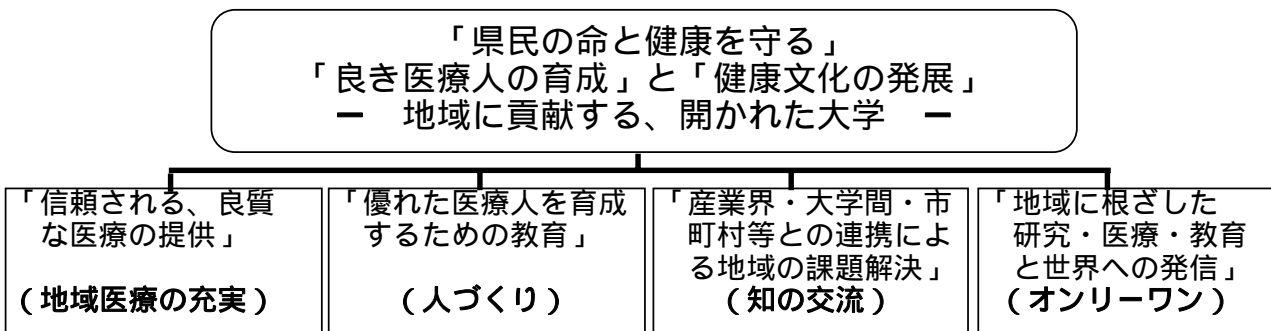 「県民の命と健康を守る」
「良き医療人の育成」と「健康文化の発展」
ー 地域に貢献する、開かれた大学 ー
「信頼される、良質
な医療の提供」
(地域医療の充実)
「優れた医療人を育成
するための教育」
(人づくり)
「産業界・大学間・市
町村等との連携によ
る地域の課題解決」
(知の交流)
「地域に根ざした
研究・医療・教育
と世界への発信」
(オンリーワン)